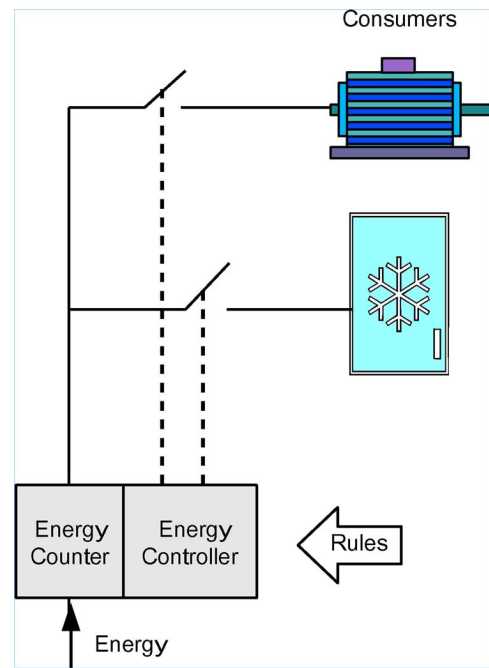 Consumers
Energy
Counter
Energy
Controller
Rules
Energy